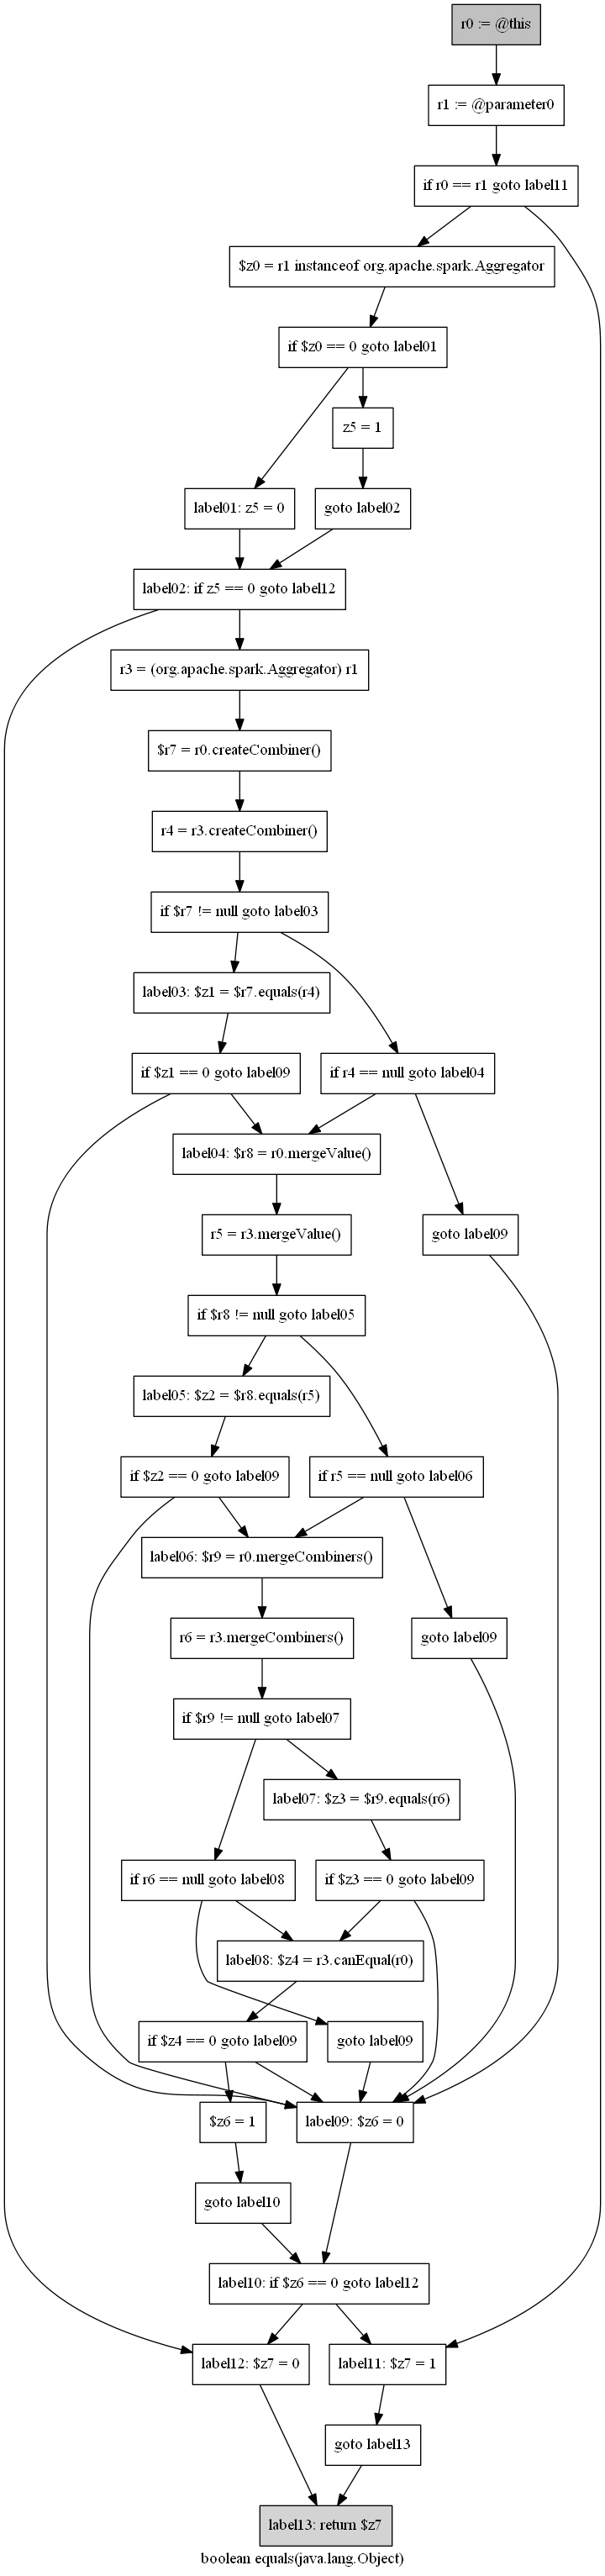 r0 := @this
r1 := @parameter0
if r0 == r1 goto label11
$z0 = r1 instanceof org.apache.spark.Aggregator
if $z0 == 0 goto label01
z5 = 1
label01: z5 = 0
goto label02
label02: if z5 == 0 goto label12
r3 = (org.apache.spark.Aggregator) r1
$r7 = r0.createCombiner()
r4 = r3.createCombiner()
if $r7 != null goto label03
label03: $z1 = $r7.equals(r4)
if $z1 == 0 goto label09
if r4 == null goto label04
label04: $r8 = r0.mergeValue()
r5 = r3.mergeValue()
goto label09
if $r8 != null goto label05
label05: $z2 = $r8.equals(r5)
if $z2 == 0 goto label09
if r5 == null goto label06
label06: $r9 = r0.mergeCombiners()
r6 = r3.mergeCombiners()
goto label09
if $r9 != null goto label07
label07: $z3 = $r9.equals(r6)
if r6 == null goto label08
if $z3 == 0 goto label09
label08: $z4 = r3.canEqual(r0)
if $z4 == 0 goto label09
goto label09
$z6 = 1
label09: $z6 = 0
goto label10
label10: if $z6 == 0 goto label12
label12: $z7 = 0
label11: $z7 = 1
goto label13
label13: return $z7
boolean equals(java.lang.Object)